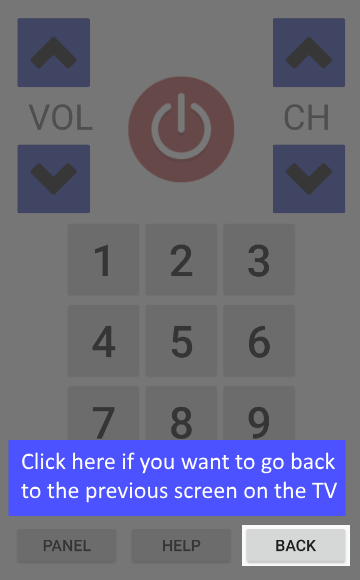 VOL CH
1 2 3
4 5 6
7 8 9
Click here if you want to go back
to the previous screen on the TV
PANEL HELP BACK